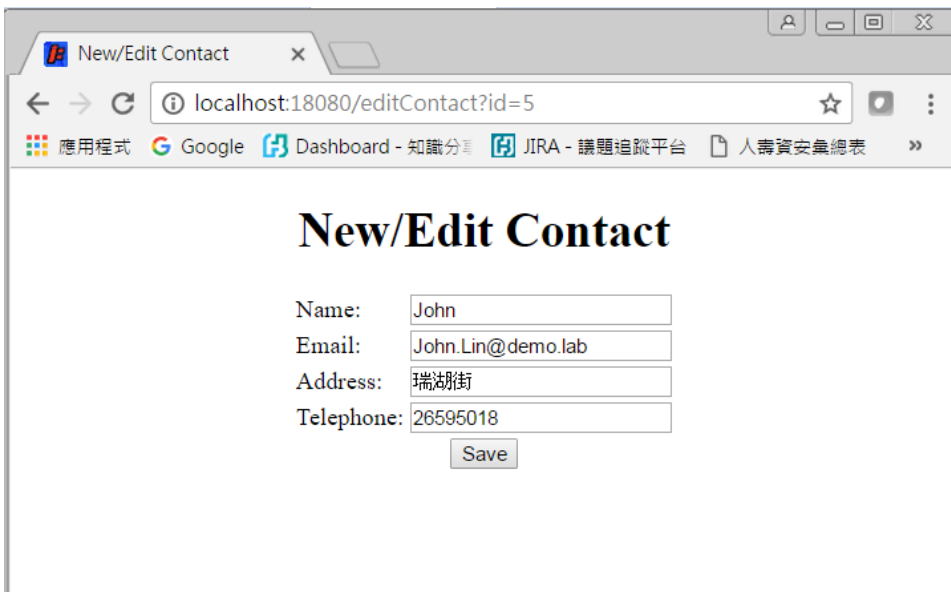 New/Edit Contact
localhost:18080/editContact?id=5
應用程式 Google Dashboard - 知識分享 JIRA - 議題追蹤平台 人壽資安彙總表 »
New/Edit Contact
Name: John
Email: John.Lin@demo.lab
Address: 瑞湖街
Telephone: 26595018
Save